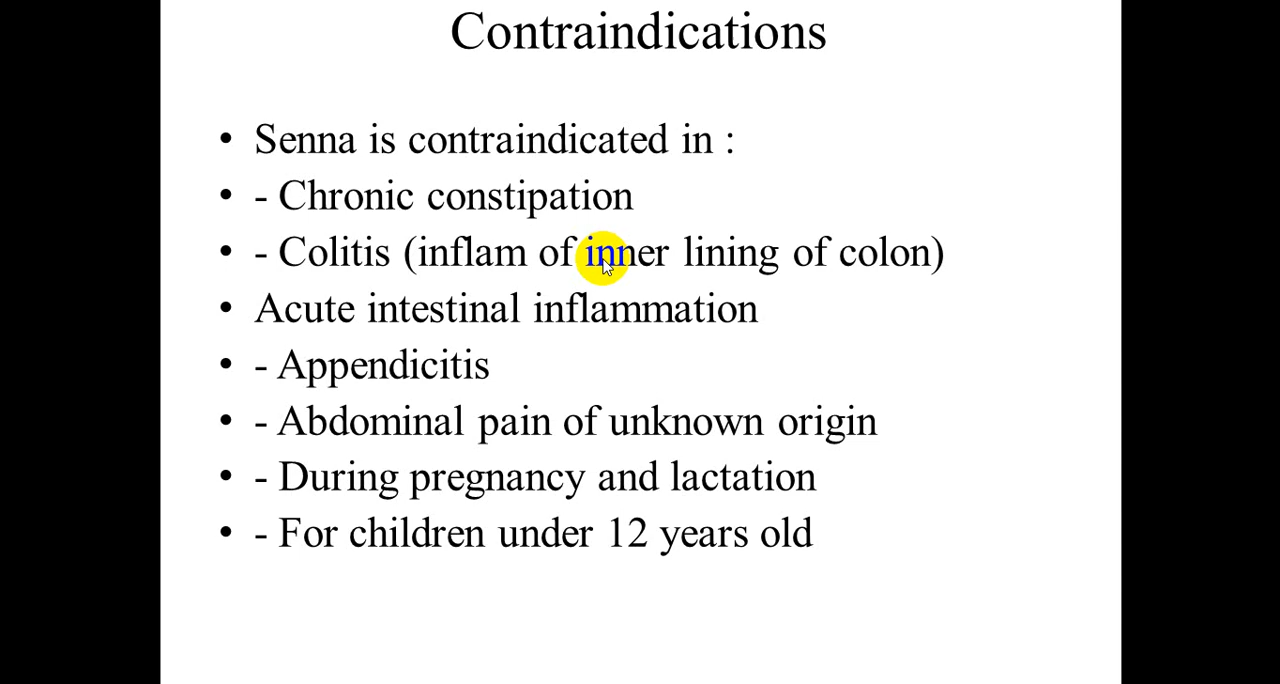 Contraindications
• Senna is contraindicated in :
• - Chronic constipation
• - Colitis (inflam of inner lining of colon)
• Acute intestinal inflammation
• - Appendicitis
• - Abdominal pain of unknown origin
• - During pregnancy and lactation
• - For children under 12 years old